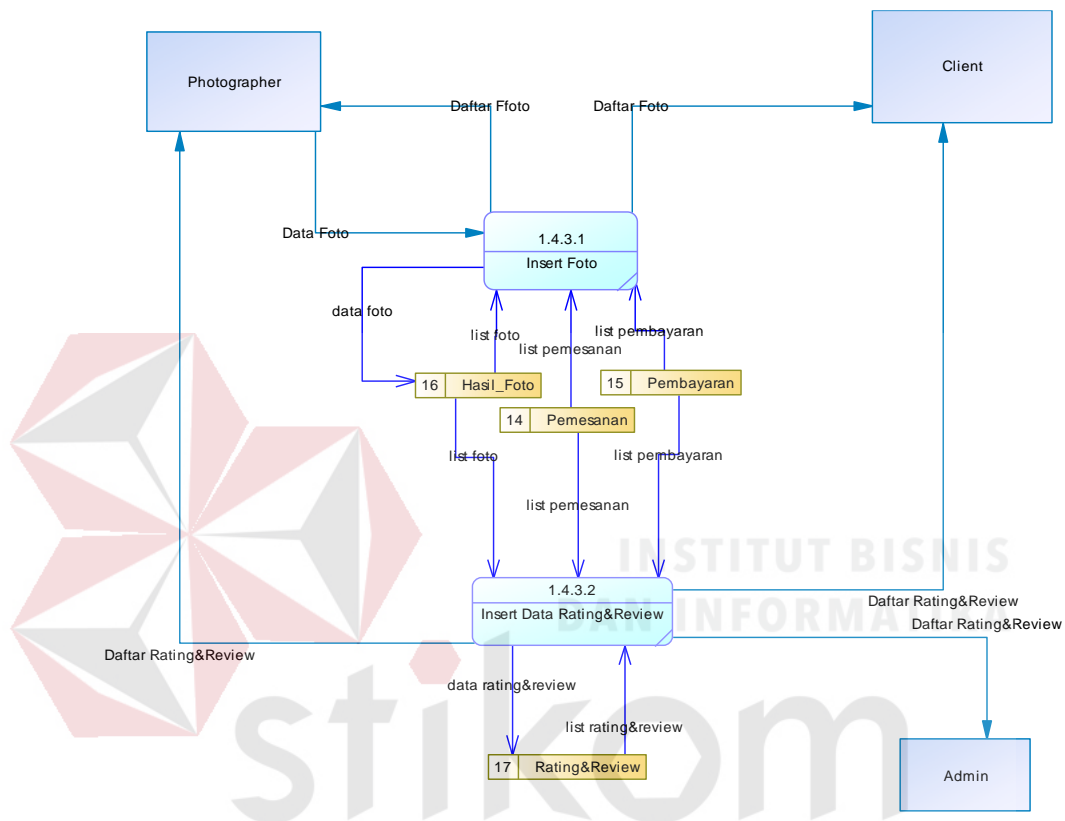 Photographer
Client
Daftar Ffoto
Daftar Foto
Data Foto
1.4.3.1
Insert Foto
data foto
list foto
list pemesanan
list pembayaran
16 Hasil_Foto
15 Pembayaran
14 Pemesanan
list foto
list pembayaran
list pemesanan
INSTITUT BISNIS
DAN INFORMATIKA
1.4.3.2
Insert Data Rating&Review
Daftar Rating&Review
Daftar Rating&Review
Daftar Rating&Review
data rating&review
list rating&review
17 Rating&Review
Admin
stikom